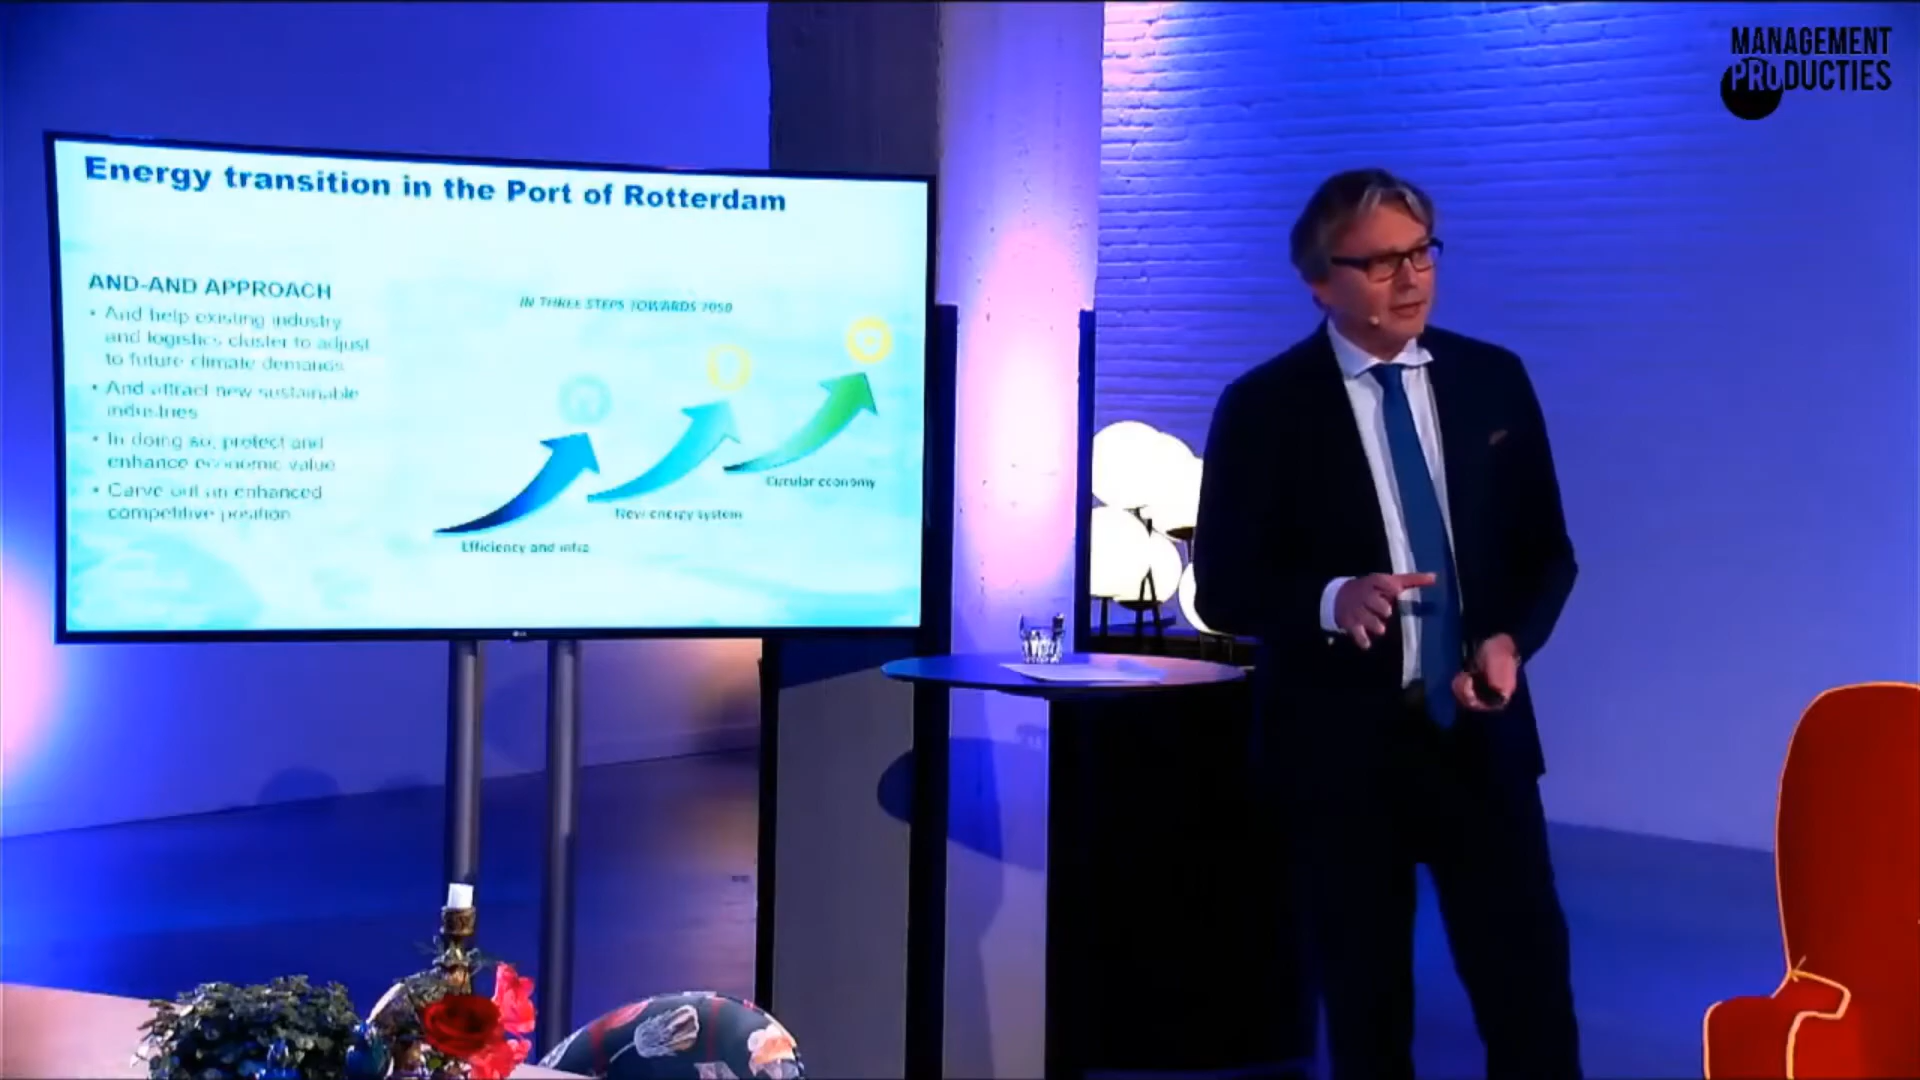 MANAGEMENT
PRODUCTIES
Energy transition in the Port of Rotterdam
AND-AND APPROACH
• And help existing industry
and logistics cluster to adjust
to future climate demands
• And attract new sustainable
industries
• In doing so, protect and
enhance economic value
• Carve out an enhanced
competitive position
IN THREE STEPS TOWARDS 2050
Circular economy
New energy system
Efficiency and infra
LG